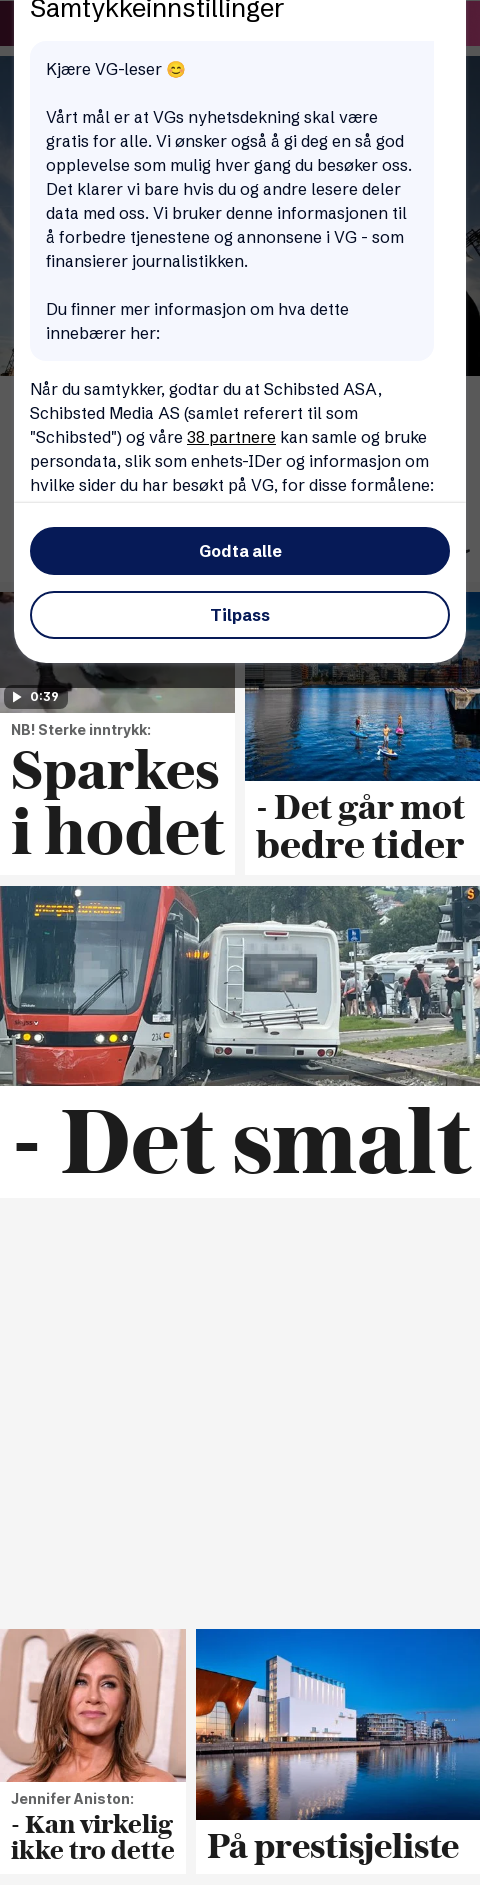 Samtykkeinnstillinger
Kjære VG-leser 😊
Vårt mål er at VGs nyhetsdekning skal være
gratis for alle. Vi ønsker også å gi deg en så god
opplevelse som mulig hver gang du besøker oss.
Det klarer vi bare hvis du og andre lesere deler
data med oss. Vi bruker denne informasjonen til
å forbedre tjenestene og annonsene i VG - som
finansierer journalistikken.
Du finner mer informasjon om hva dette
innebærer her:
Når du samtykker, godtar du at Schibsted ASA,
Schibsted Media AS (samlet referert til som
"Schibsted") og våre 38 partnere kan samle og bruke
persondata, slik som enhets-IDer og informasjon om
hvilke sider du har besøkt på VG, for disse formålene:
Godta alle
Tilpass
0:39
NB! Sterke inntrykk:
Sparkes
i hodet
- Det går mot
bedre tider
234
- Det smalt
Jennifer Aniston:
- Kan virkelig
ikke tro dette
På prestisjeliste